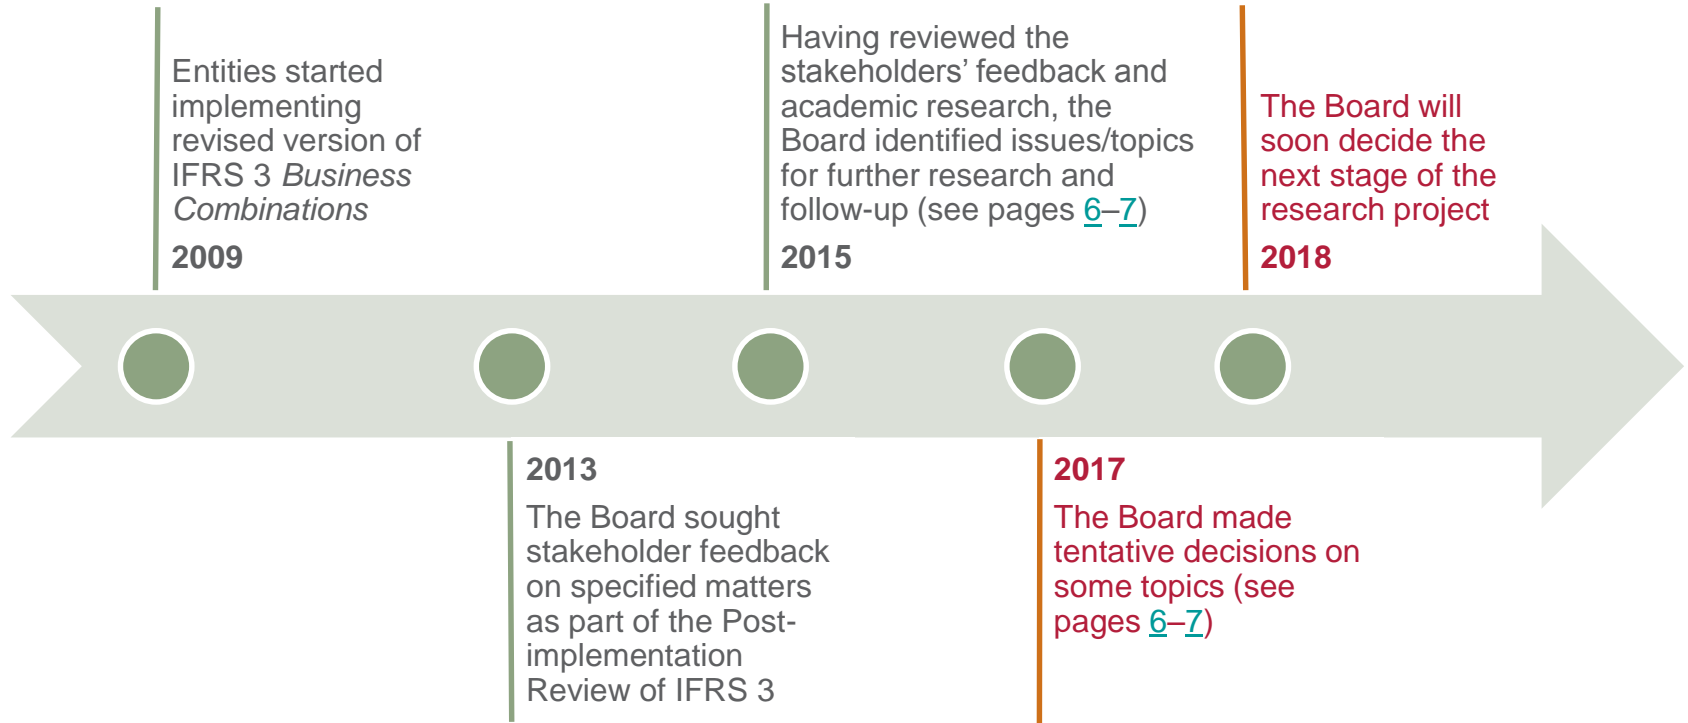 Entities started
implementing
revised version of
IFRS 3 Business
Combinations
2009
2013
The Board sought
stakeholder feedback
on specified matters
as part of the Post-
implementation
Review of IFRS 3
Having reviewed the
stakeholders’ feedback and
academic research, the
Board identified issues/topics
for further research and
follow-up (see pages 6–7)
2015
2017
The Board made
tentative decisions on
some topics (see
pages 6–7)
The Board will
soon decide the
next stage of the
research project
2018